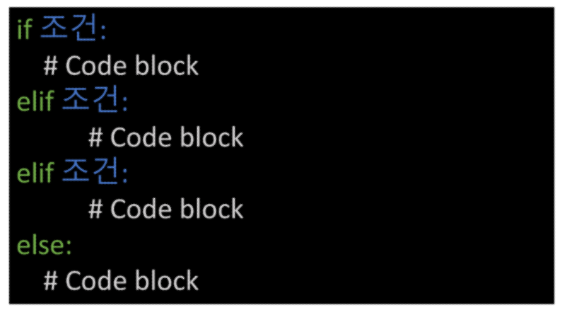 if 조건:
# Code block
elif 조건:
# Code block
elif 조건:
# Code block
else:
# Code block